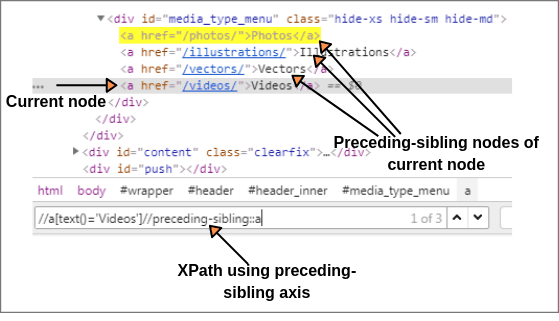 ▼<div id="media_type_menu" class="hide-xs hide-sm hide-md">
<a href="/photos/">Photos</a>
<a href="/illustrations/">Illustrations</a>
<a href="/vectors/">Vectors</a>
… <a href="/videos/">Videos</a> == $0
Current node
</div>
</div>
</div>
Preceding-sibling nodes of
current node
▶<div id="content" class="clearfix">…</div>
<div id="push"></div>
html body #wrapper #header #header_inner #media_type_menu a
//a[text()='Videos']//preceding-sibling::a 1 of 3
XPath using preceding-
sibling axis